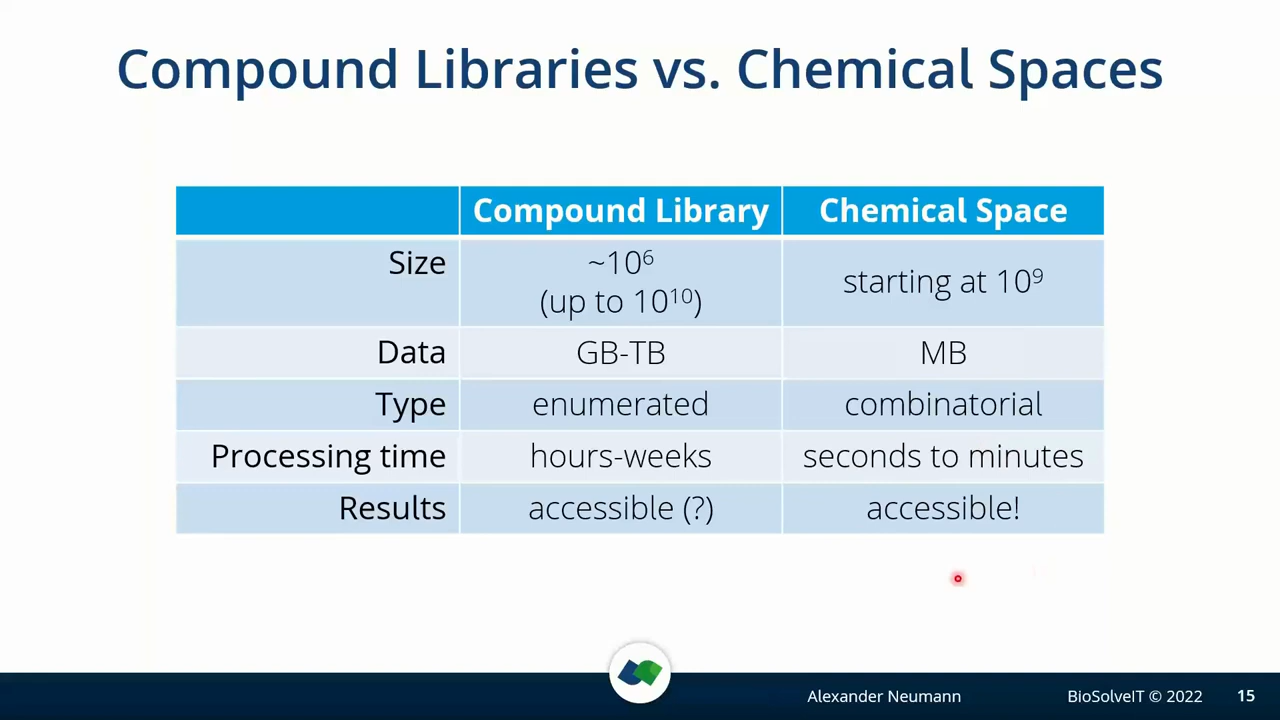 Compound Libraries vs. Chemical Spaces
Compound Library Chemical Space
Size ~10⁶ (up to 10¹⁰) starting at 10⁹
Data GB-TB MB
Type enumerated combinatorial
Processing time hours-weeks seconds to minutes
Results accessible (?) accessible!
Alexander Neumann BioSolveIT © 2022 15